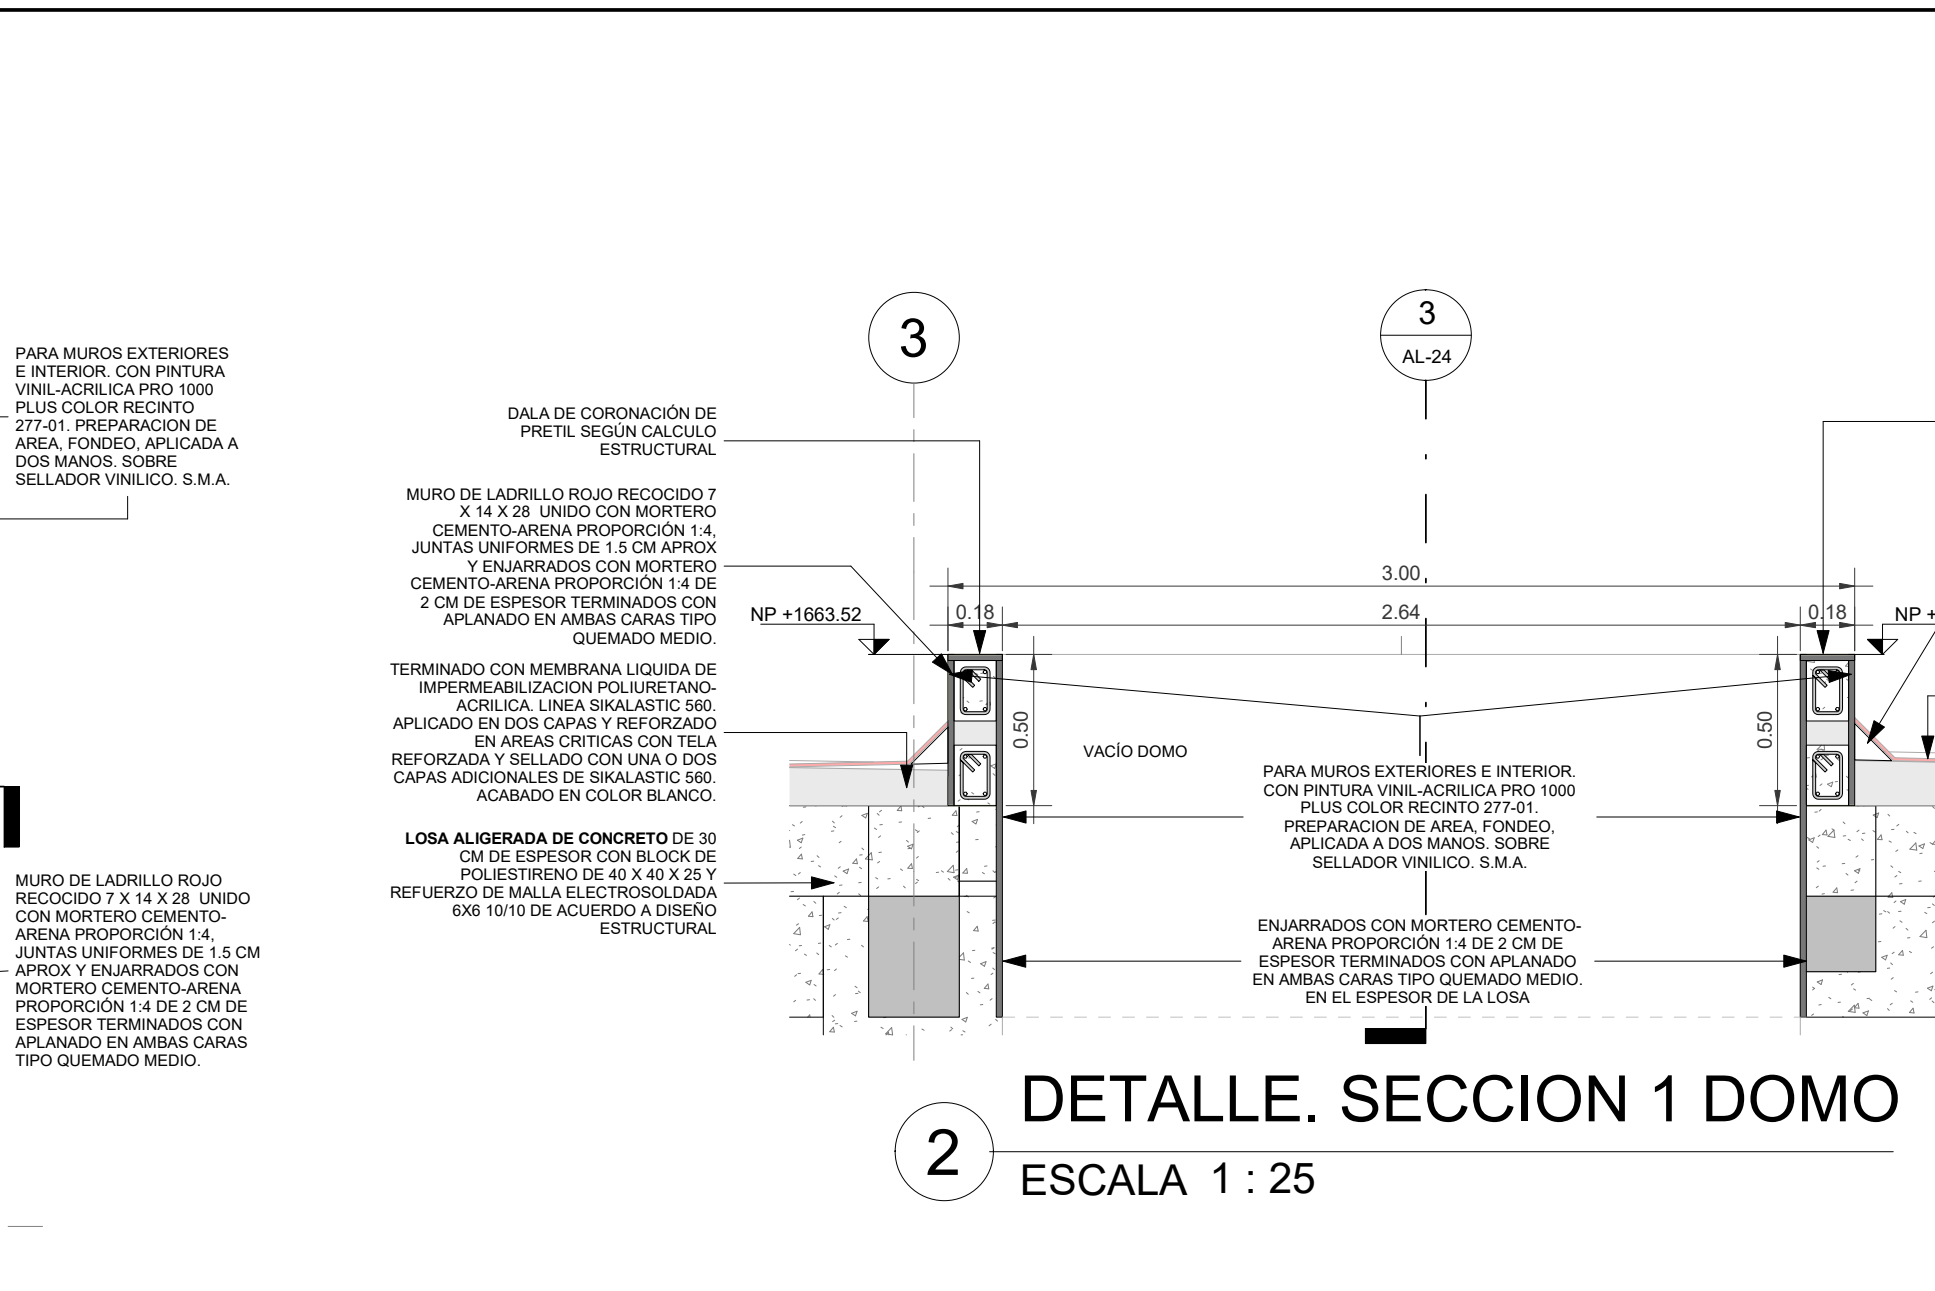 PARA MUROS EXTERIORES
E INTERIOR. CON PINTURA
VINIL-ACRILICA PRO 1000
PLUS COLOR RECINTO
277-01. PREPARACION DE
AREA, FONDEO, APLICADA A
DOS MANOS. SOBRE
SELLADOR VINILICO. S.M.A.
MURO DE LADRILLO ROJO
RECOCIDO 7 X 14 X 28 UNIDO
CON MORTERO CEMENTO-
ARENA PROPORCIÓN 1:4,
JUNTAS UNIFORMES DE 1.5 CM
APROX Y ENJARRADOS CON
MORTERO CEMENTO-ARENA
PROPORCIÓN 1:4 DE 2 CM DE
ESPESOR TERMINADOS CON
APLANADO EN AMBAS CARAS
TIPO QUEMADO MEDIO.
DALA DE CORONACIÓN DE
PRETIL SEGÚN CALCULO
ESTRUCTURAL
MURO DE LADRILLO ROJO RECOCIDO 7
X 14 X 28 UNIDO CON MORTERO
CEMENTO-ARENA PROPORCIÓN 1:4,
JUNTAS UNIFORMES DE 1.5 CM APROX
Y ENJARRADOS CON MORTERO
CEMENTO-ARENA PROPORCIÓN 1:4 DE
2 CM DE ESPESOR TERMINADOS CON
APLANADO EN AMBAS CARAS TIPO
QUEMADO MEDIO.
TERMINADO CON MEMBRANA LIQUIDA DE
IMPERMEABILIZACION POLIURETANO-
ACRILICA. LINEA SIKALASTIC 560.
APLICADO EN DOS CAPAS Y REFORZADO
EN AREAS CRITICAS CON TELA
REFORZADA Y SELLADO CON UNA O DOS
CAPAS ADICIONALES DE SIKALASTIC 560.
ACABADO EN COLOR BLANCO.
LOSA ALIGERADA DE CONCRETO DE 30
CM DE ESPESOR CON BLOCK DE
POLIESTIRENO DE 40 X 40 X 25 Y
REFUERZO DE MALLA ELECTROSOLDADA
6X6 10/10 DE ACUERDO A DISEÑO
ESTRUCTURAL
3
3
AL-24
3.00
0.18
2.64
0.18
NP +1663.52
NP +
0.50
0.50
VACÍO DOMO
PARA MUROS EXTERIORES E INTERIOR.
CON PINTURA VINIL-ACRILICA PRO 1000
PLUS COLOR RECINTO 277-01.
PREPARACION DE AREA, FONDEO,
APLICADA A DOS MANOS. SOBRE
SELLADOR VINILICO. S.M.A.
ENJARRADOS CON MORTERO CEMENTO-
ARENA PROPORCIÓN 1:4 DE 2 CM DE
ESPESOR TERMINADOS CON APLANADO
EN AMBAS CARAS TIPO QUEMADO MEDIO.
EN EL ESPESOR DE LA LOSA
2
DETALLE. SECCION 1 DOMO
ESCALA 1 : 25